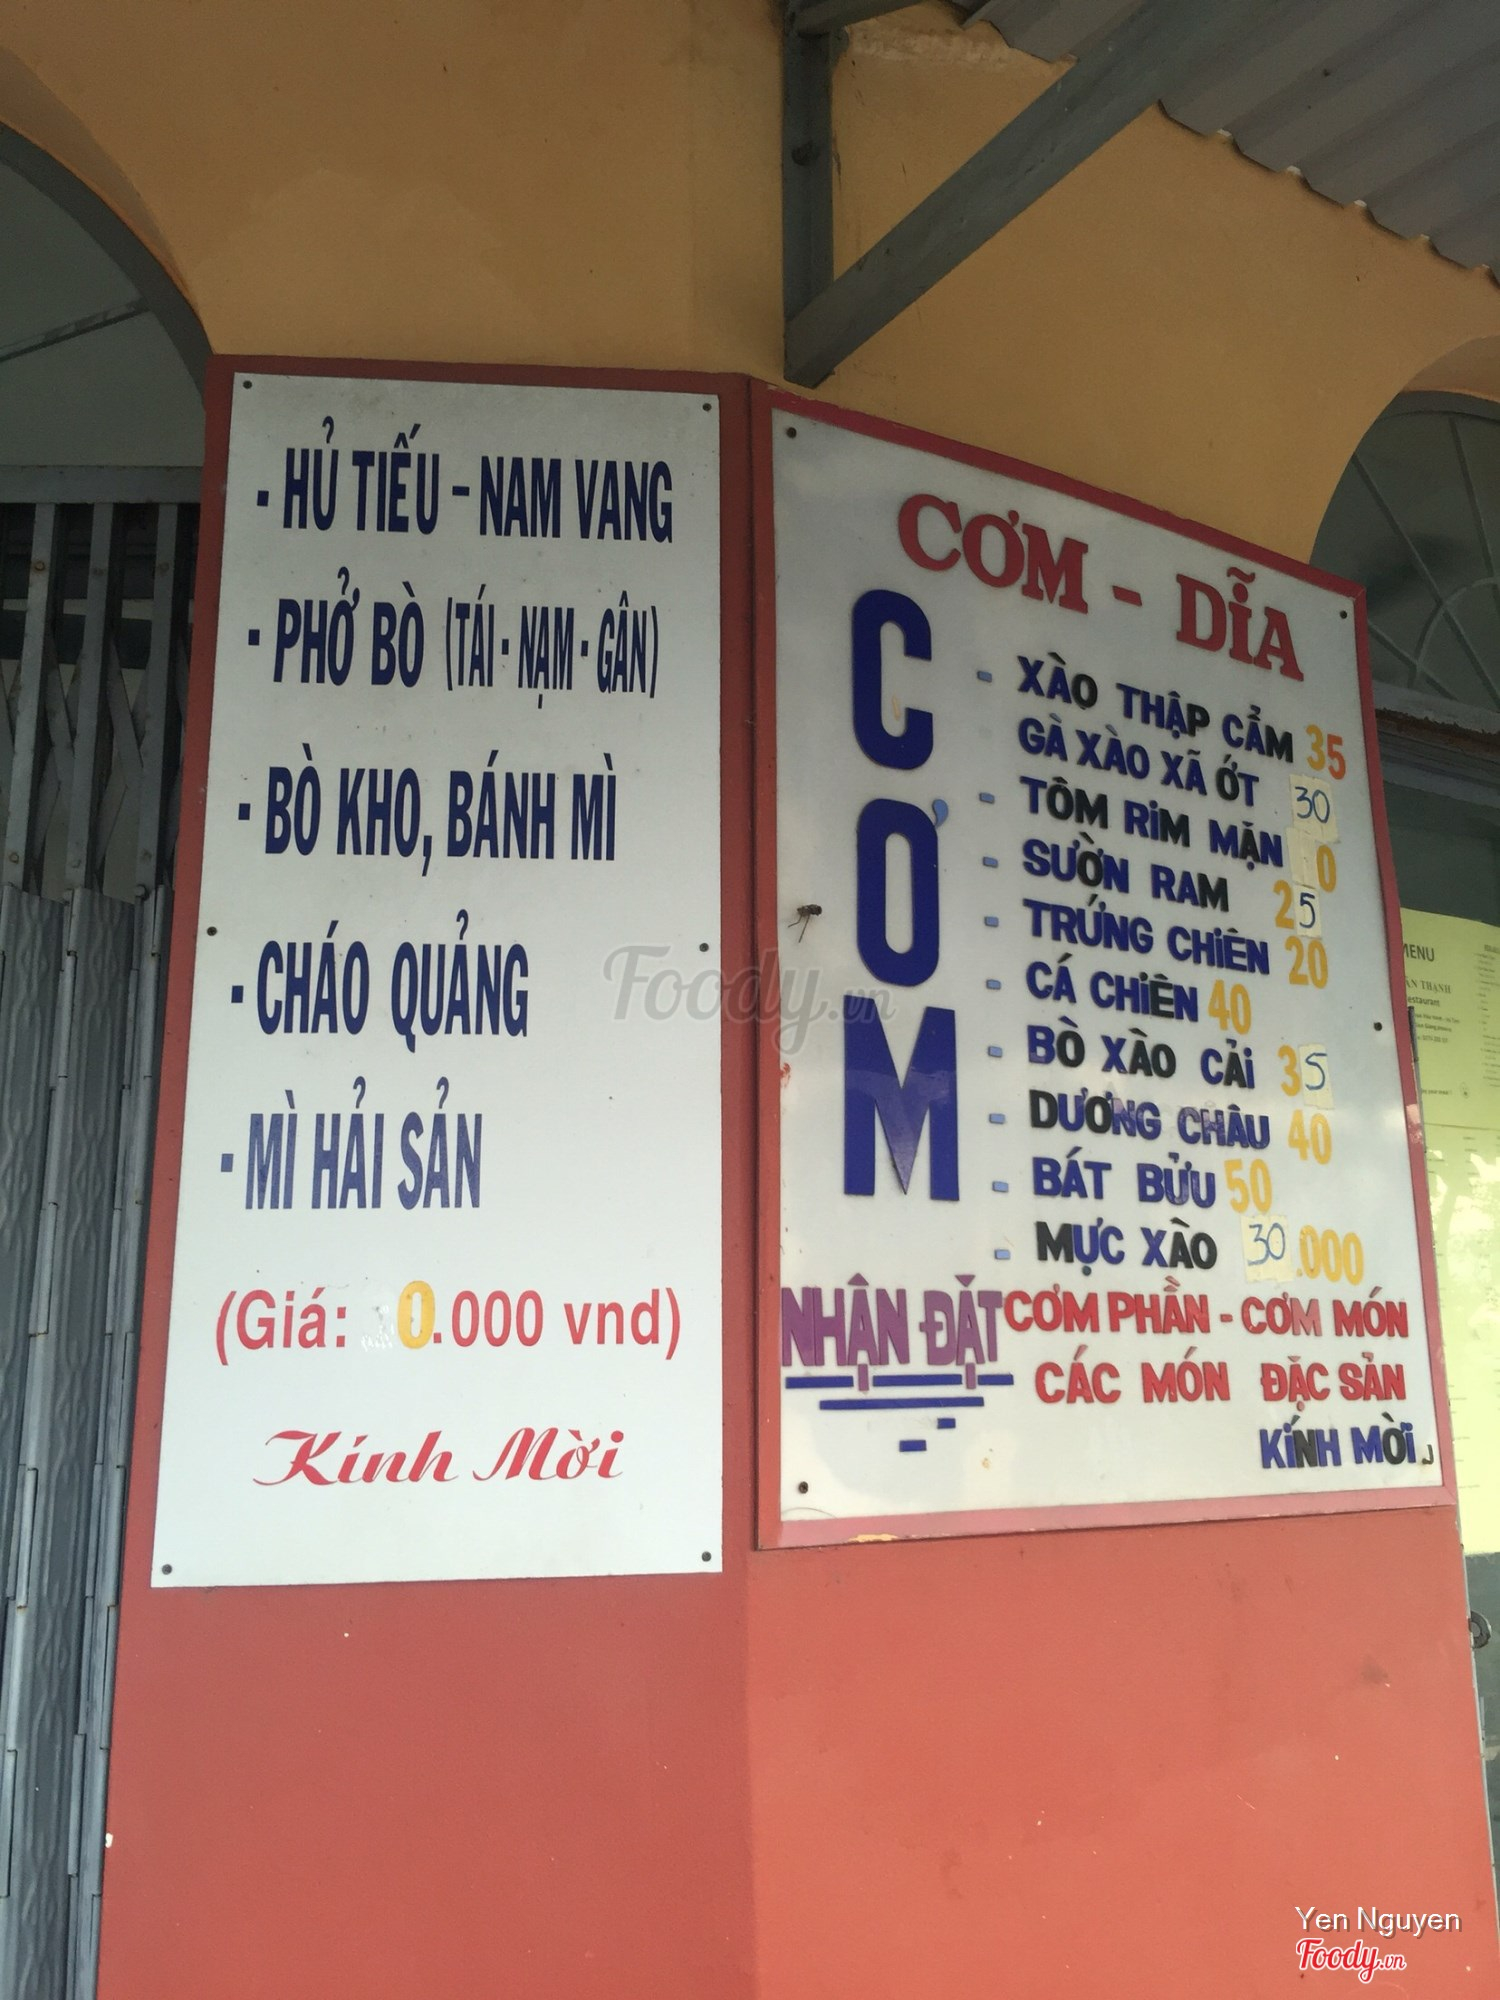 - HỦ TIẾU - NAM VANG
- PHỞ BÒ (TÁI - NẠM - GÂN)
- BÒ KHO, BÁNH MÌ
- CHÁO QUẢNG
- MÌ HẢI SẢN
(Giá: 0.000 vnd)
Kính Mời
CƠM - DĨA
CƠM
- XÀO THẬP CẨM 35
GÀ XÀO XÃ ỚT 30
- TÔM RIM MẶN 0
- SƯỜN RAM 25
- TRỨNG CHIÊN 20
- CÁ CHIÊN 40
- BÒ XÀO CẢI 35
- DƯƠNG CHÂU 40
- BÁT BỬU 50
- MỰC XÀO 30.000
NHẬN ĐẶT CƠM PHẦN - CƠM MÓN
CÁC MÓN ĐẶC SẢN
KÍNH MỜI
MENU
Foody.vn
Yen Nguyen
Foody.vn